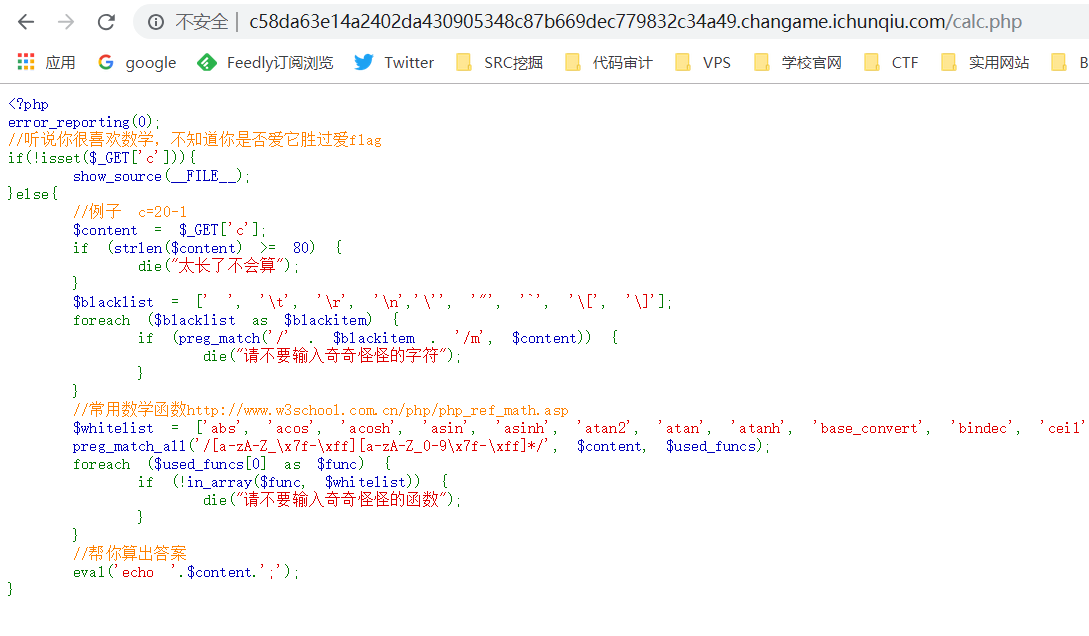 不安全 | c58da63e14a2402da430905348c87b669dec779832c34a49.changame.ichunqiu.com/calc.php
应用 google Feedly订阅浏览 Twitter SRC挖掘 代码审计 VPS 学校官网 CTF 实用网站 B
<?php
error_reporting(0);
//听说你很喜欢数学，不知道你是否爱它胜过爱flag
if(!isset($_GET['c'])){
show_source(__FILE__);
}else{
//例子 c=20-1
$content = $_GET['c'];
if (strlen($content) >= 80) {
die("太长了不会算");
}
$blacklist = [' ', '\t', '\r', '\n','\'', '"', '`', '\[', '\]'];
foreach ($blacklist as $blackitem) {
if (preg_match('/' . $blackitem . '/m', $content)) {
die("请不要输入奇奇怪怪的字符");
}
}
//常用数学函数http://www.w3school.com.cn/php/php_ref_math.asp
$whitelist = ['abs', 'acos', 'acosh', 'asin', 'asinh', 'atan2', 'atan', 'atanh', 'base_convert', 'bindec', 'ceil'
preg_match_all('/[a-zA-Z_\x7f-\xff][a-zA-Z_0-9\x7f-\xff]*/', $content, $used_funcs);
foreach ($used_funcs[0] as $func) {
if (!in_array($func, $whitelist)) {
die("请不要输入奇奇怪怪的函数");
}
}
//帮你算出答案
eval('echo '.$content.';');
}